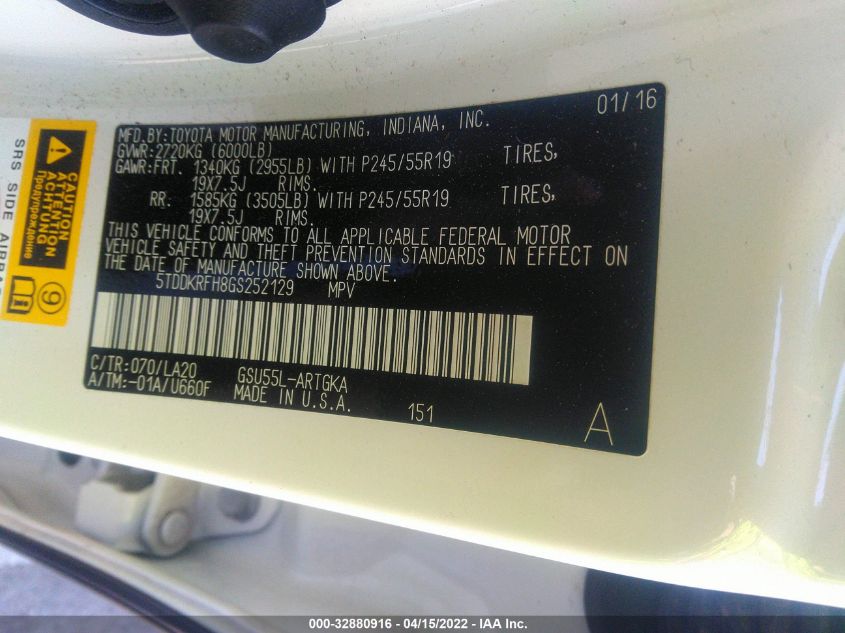 01/16
MFD.BY:TOYOTA MOTOR MANUFACTURING, INDIANA, INC.
GVWR:2720KG (6000LB)
GAWR:FRT. 1340KG (2955LB) WITH P245/55R19 TIRES,
19X7.5J RIMS.
RR. 1585KG (3505LB) WITH P245/55R19 TIRES,
19X7.5J RIMS.
THIS VEHICLE CONFORMS TO ALL APPLICABLE FEDERAL MOTOR
VEHICLE SAFETY AND THEFT PREVENTION STANDARDS IN EFFECT ON
THE DATE OF MANUFACTURE SHOWN ABOVE.
5TDDKRFH8GS252129 MPV
C/TR:070/LA20 GSU55L-ARTGKA
A/TM:-01A/U660F MADE IN U.S.A. 151
A
CAUTION
ATTENTION
ACHTUNG
Предупреждение
9
SRS SIDE AIRBA
000-32880916 - 04/15/2022 - IAA Inc.